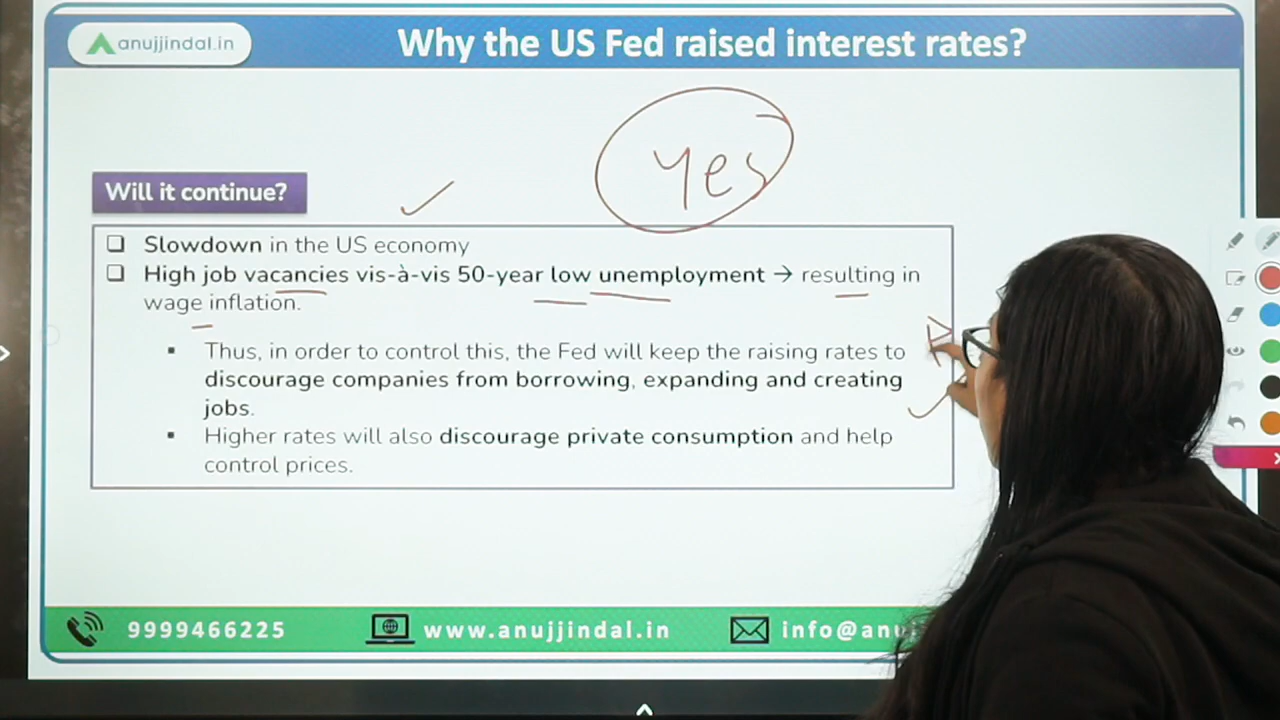 anujjindal.in
Why the US Fed raised interest rates?
yes
Will it continue?
Slowdown in the US economy
High job vacancies vis-à-vis 50-year low unemployment → resulting in
wage inflation.
Thus, in order to control this, the Fed will keep the raising rates to
discourage companies from borrowing, expanding and creating
jobs.
Higher rates will also discourage private consumption and help
control prices.
9999466225
www.anujjindal.in
info@anu